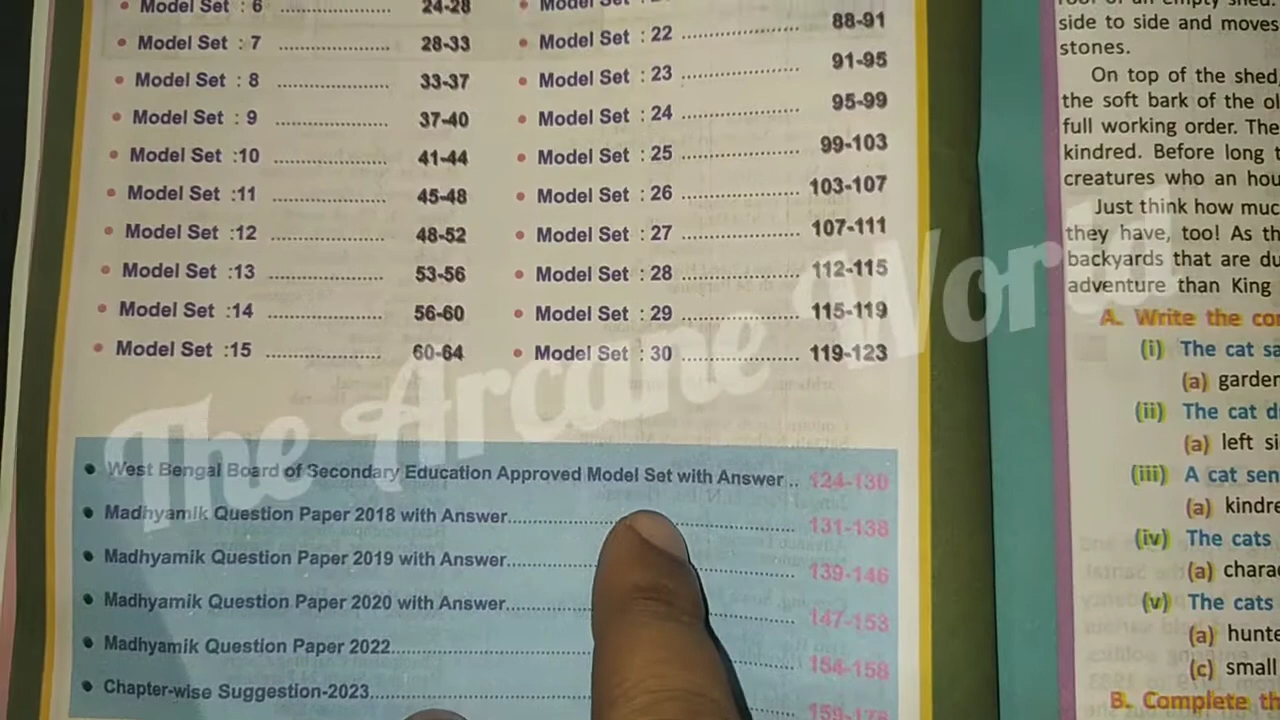 Model Set : 6 .................... 24-28
Model Set : 7 .................... 28-33
Model Set : 8 .................... 33-37
Model Set : 9 .................... 37-40
Model Set :10 .................... 41-44
Model Set :11 .................... 45-48
Model Set :12 .................... 48-52
Model Set :13 .................... 53-56
Model Set :14 .................... 56-60
Model Set :15 .................... 60-64
Model Set
Model Set : 22 .................... 88-91
Model Set : 23 .................... 91-95
Model Set : 24 .................... 95-99
Model Set : 25 .................... 99-103
Model Set : 26 .................... 103-107
Model Set : 27 .................... 107-111
Model Set : 28 .................... 112-115
Model Set : 29 .................... 115-119
Model Set : 30 .................... 119-123
West Bengal Board of Secondary Education Approved Model Set with Answer .. 124-130
Madhyamik Question Paper 2018 with Answer.................... 131-138
Madhyamik Question Paper 2019 with Answer.................... 139-146
Madhyamik Question Paper 2020 with Answer.................... 147-153
Madhyamik Question Paper 2022.................... 154-158
Chapter-wise Suggestion-2023....................
The Arcane World
side to side and moves
stones.
On top of the shed
the soft bark of the ol
full working order. The
kindred. Before long t
creatures who an hou
Just think how muc
they have, too! As th
backyards that are du
adventure than King
A. Write the co
(i) The cat sa
(a) garden
(ii) The cat d
(a) left si
(iii) A cat sen
(a) kindre
(iv) The cats
(a) chara
(v) The cats
(a) hunte
(c) small
B. Complete th